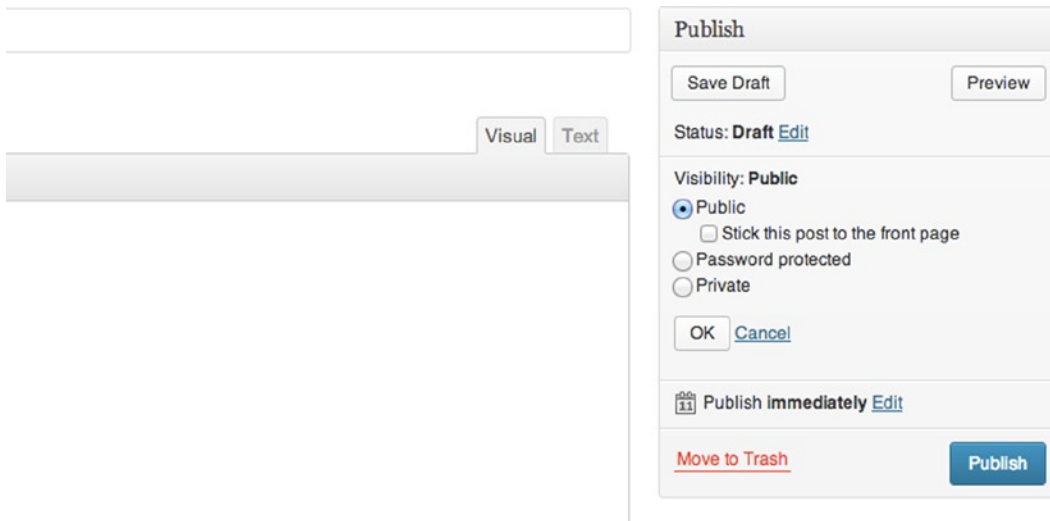 Publish
Save Draft Preview
Visual Text
Status: Draft Edit
Visibility: Public
Public
Stick this post to the front page
Password protected
Private
OK Cancel
11 Publish immediately Edit
Move to Trash Publish